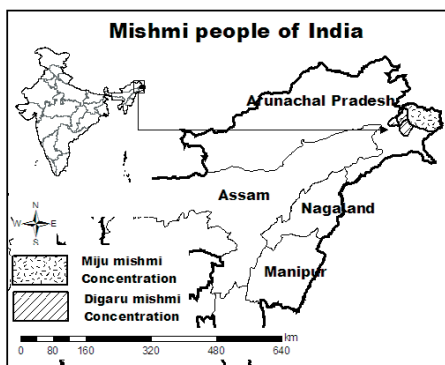 Mishmi people of India
Arunachal Pradesh
Assam
Nagaland
Manipur
N
W E
S
Miju mishmi
Concentration
Digaru mishmi
Concentration
km
0 80 160 320 480 640